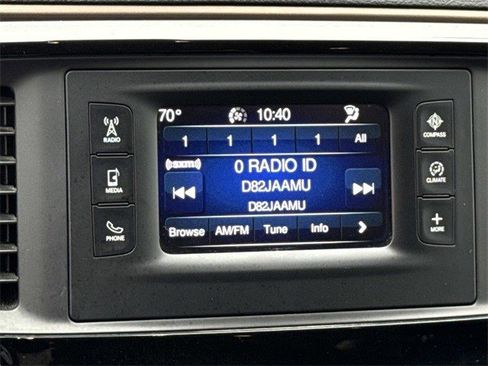 70° 10:40
1 1 1 1 All
((sxm))
0 RADIO ID
D82JAAMU
D82JAAMU
Browse AM/FM Tune Info
RADIO
MEDIA
PHONE
N
COMPASS
CLIMATE
+
MORE